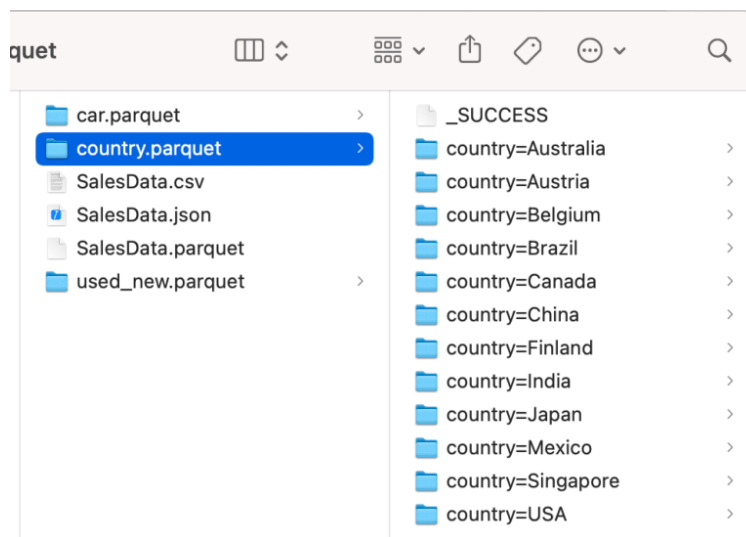 quet
car.parquet
country.parquet
SalesData.csv
SalesData.json
SalesData.parquet
used_new.parquet
_SUCCESS
country=Australia
country=Austria
country=Belgium
country=Brazil
country=Canada
country=China
country=Finland
country=India
country=Japan
country=Mexico
country=Singapore
country=USA